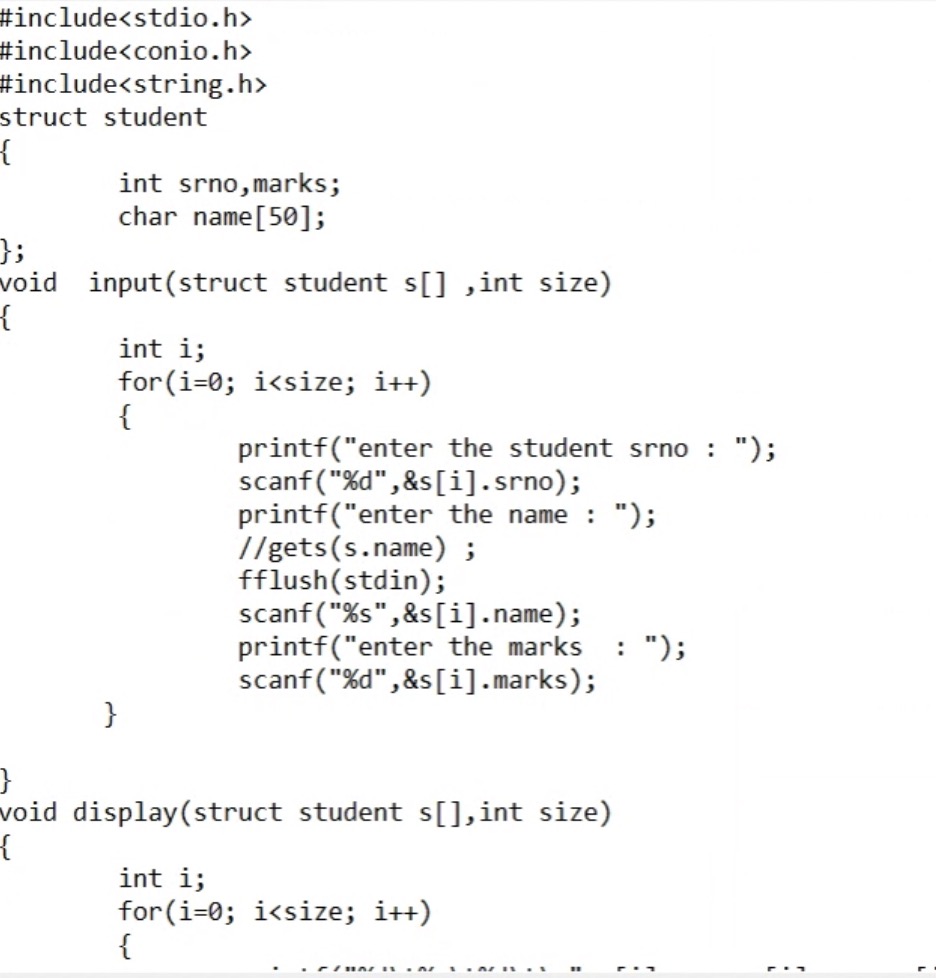 #include<stdio.h>
#include<conio.h>
#include<string.h>
struct student
{
int srno,marks;
char name[50];
};
void  input(struct student s[] ,int size)
{
int i;
for(i=0; i<size; i++)
{
printf("enter the student srno : ");
scanf("%d",&s[i].srno);
printf("enter the name : ");
//gets(s.name) ;
fflush(stdin);
scanf("%s",&s[i].name);
printf("enter the marks  : ");
scanf("%d",&s[i].marks);
}
}
void display(struct student s[],int size)
{
int i;
for(i=0; i<size; i++)
{